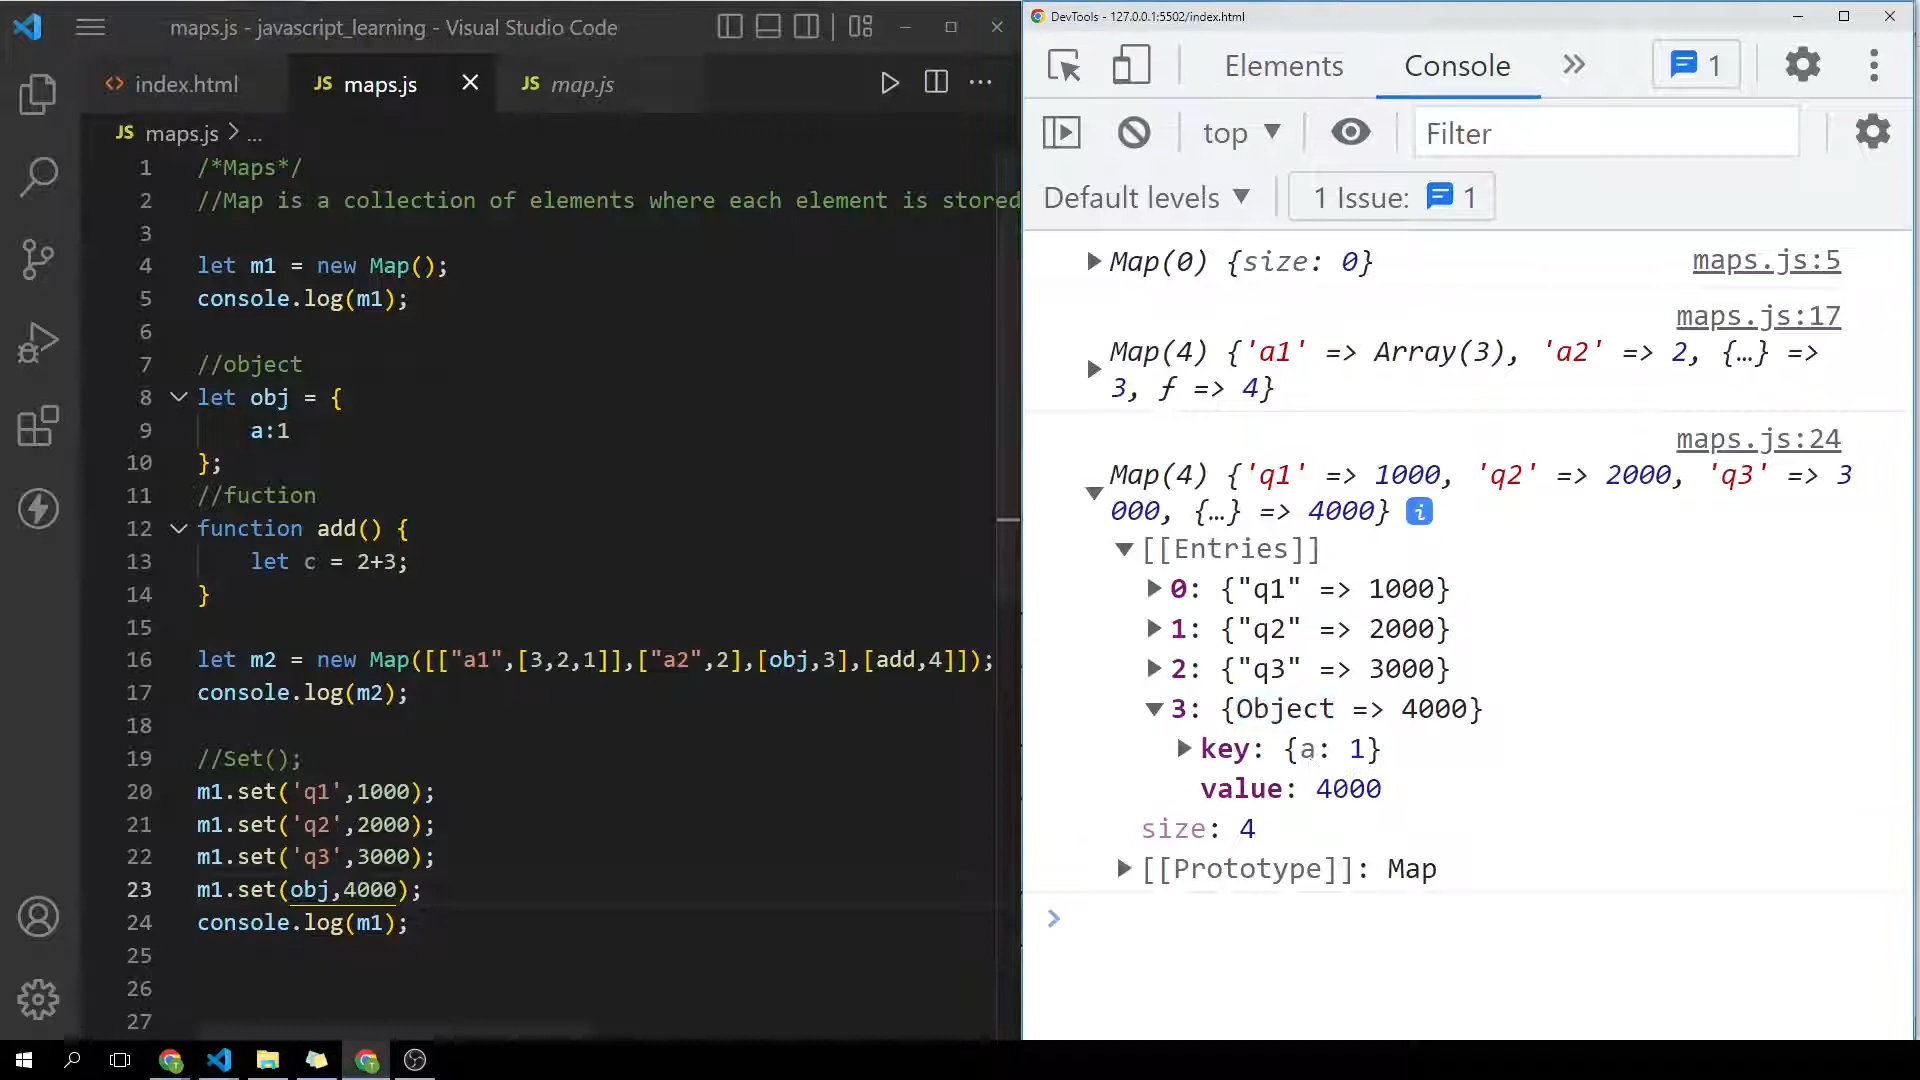 maps.js - javascript_learning - Visual Studio Code
index.html
JS maps.js
JS map.js
JS maps.js > ...
1 /*Maps*/
2 //Map is a collection of elements where each element is stored
3
4 let m1 = new Map();
5 console.log(m1);
6
7 //object
8 let obj = {
9 a:1
10 };
11 //fuction
12 function add() {
13 let c = 2+3;
14 }
15
16 let m2 = new Map([["a1",[3,2,1]],["a2",2],[obj,3],[add,4]]);
17 console.log(m2);
18
19 //Set();
20 m1.set('q1',1000);
21 m1.set('q2',2000);
22 m1.set('q3',3000);
23 m1.set(obj,4000);
24 console.log(m1);
25
26
27
DevTools - 127.0.0.1:5502/index.html
Elements Console 1
top Filter
Default levels 1 Issue: 1
Map(0) {size: 0} maps.js:5
maps.js:17
Map(4) {'a1' => Array(3), 'a2' => 2, {…} =>
3, ƒ => 4}
maps.js:24
Map(4) {'q1' => 1000, 'q2' => 2000, 'q3' => 3
000, {…} => 4000} i
[[Entries]]
0: {"q1" => 1000}
1: {"q2" => 2000}
2: {"q3" => 3000}
3: {Object => 4000}
key: {a: 1}
value: 4000
size: 4
[[Prototype]]: Map